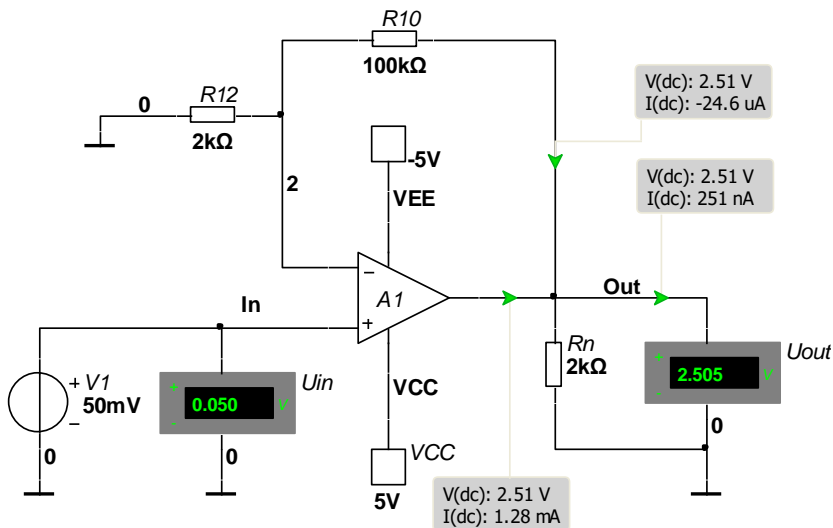 R10
100kΩ
0
R12
2kΩ
V(dc): 2.51 V
I(dc): -24.6 uA
-5V
2
VEE
V(dc): 2.51 V
I(dc): 251 nA
−
A1
+
In
Out
VCC
Rn
2kΩ
+
-
2.505
V
Uout
+
−
V1
50mV
+
-
0.050
V
Uin
0
0
0
VCC
5V
V(dc): 2.51 V
I(dc): 1.28 mA